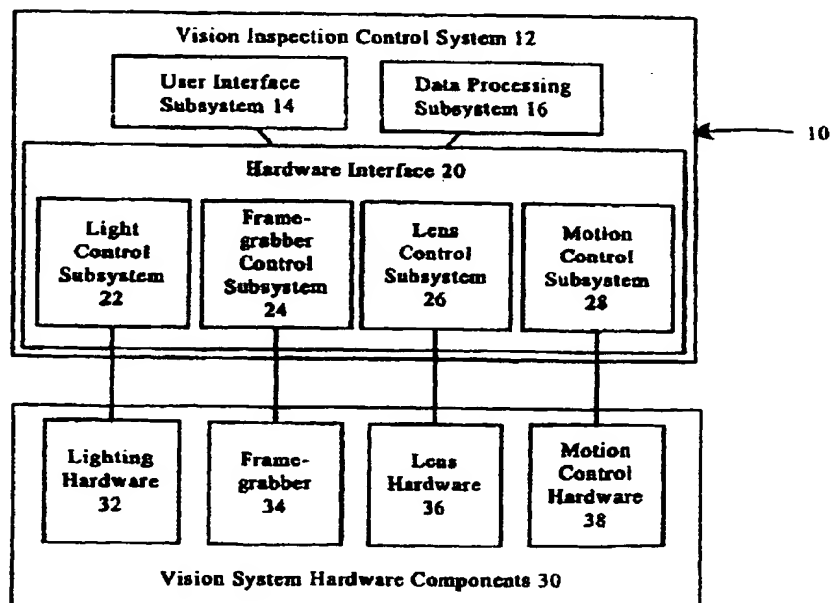 Vision Inspection Control System 12
User Interface
Subsystem 14
Data Processing
Subsystem 16
10
Hardware Interface 20
Light
Control
Subsystem
22
Frame-
grabber
Control
Subsystem
24
Lens
Control
Subsystem
26
Motion
Control
Subsystem
28
Lighting
Hardware
32
Frame-
grabber
34
Lens
Hardware
36
Motion
Control
Hardware
38
Vision System Hardware Components 30